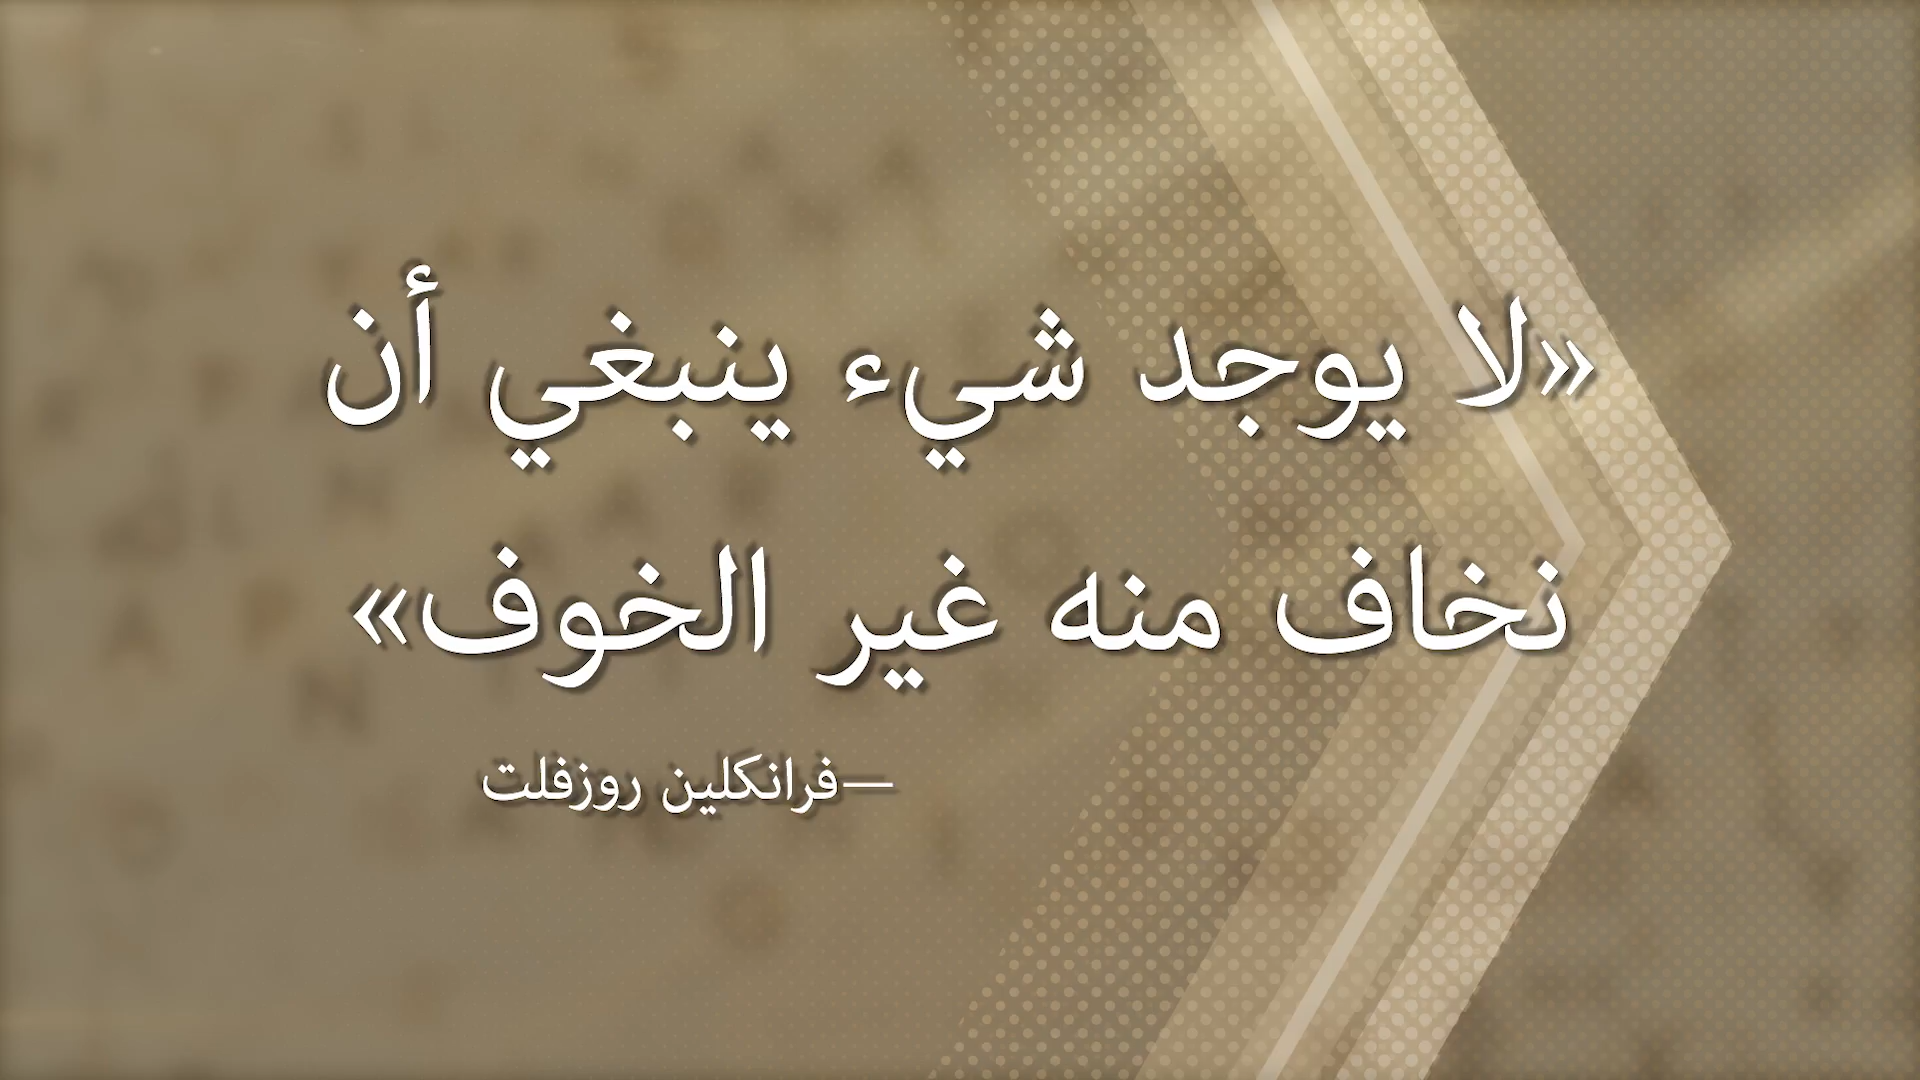 «لا يوجد شيء ينبغي أن
نخاف منه غير الخوف»
—فرانكلين روزفلت